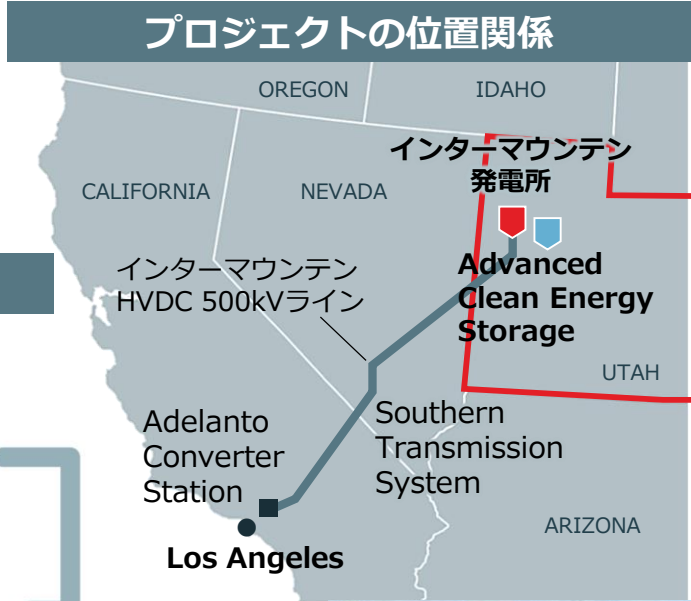 プロジェクトの位置関係
OREGON
IDAHO
インターマウンテン
発電所
CALIFORNIA
NEVADA
インターマウンテン
HVDC 500kVライン
Advanced
Clean Energy
Storage
UTAH
Adelanto
Converter
Station
Southern
Transmission
System
ARIZONA
Los Angeles